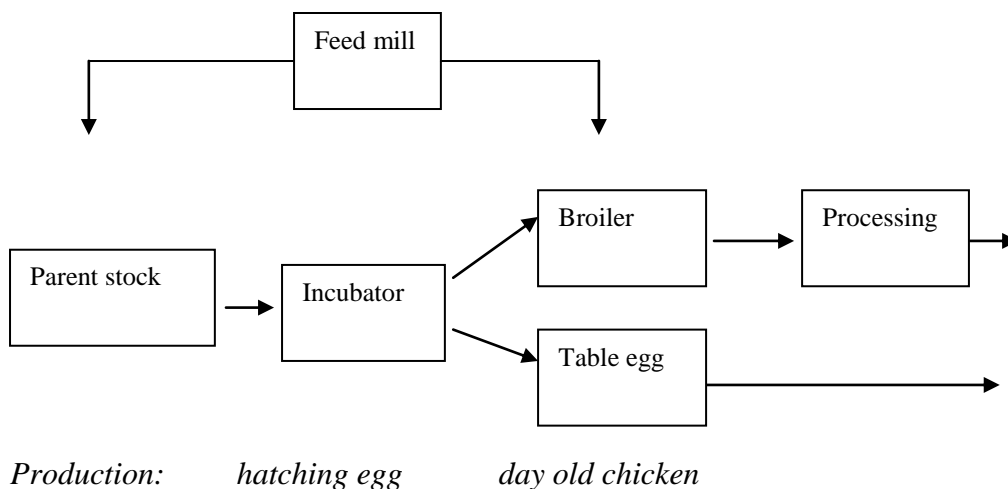 Feed mill
Broiler
Processing
Parent stock
Incubator
Table egg
Production: hatching egg day old chicken